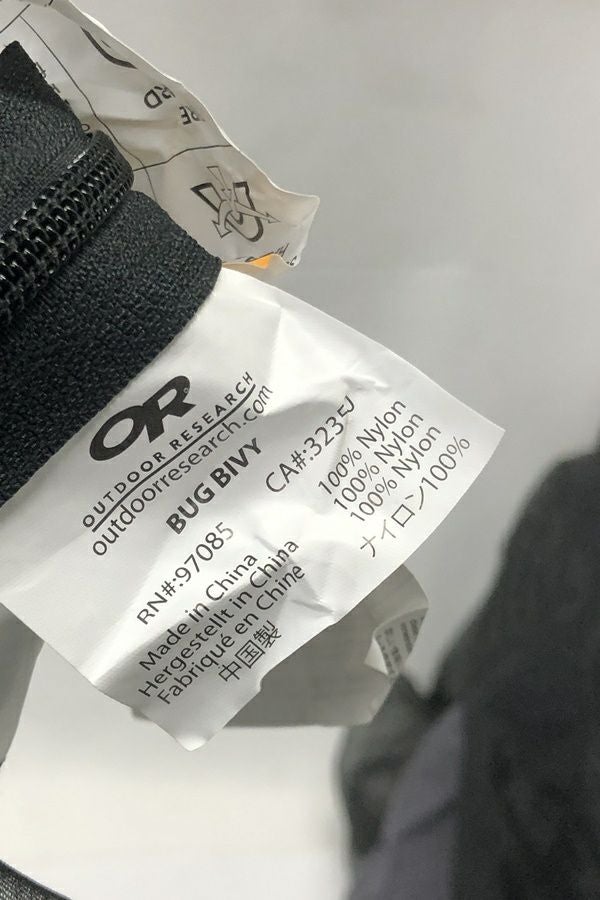 OR
OUTDOOR RESEARCH
outdoorresearch.com
BUG BIVY
RN#:97085 CA#:3235
100% Nylon
100% Nylon
100% Nylon
ナイロン100%
Made in China
Hergestellt in China
Fabriqué en Chine
中国製